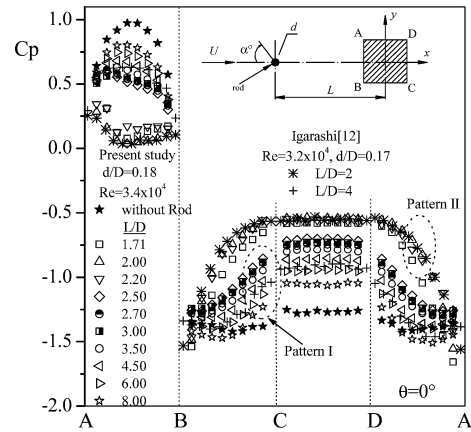 Cp
1.0
0.5
0.0
-0.5
-1.0
-1.5
-2.0
A
B
C
D
A
U
α°
d
rod
L
y
x
A
D
B
C
Present study
d/D=0.18
Re=3.4x10⁴
without Rod
L/D
1.71
2.00
2.20
2.50
2.70
3.00
3.50
4.50
6.00
8.00
Igarashi[12]
Re=3.2x10⁴, d/D=0.17
L/D=2
L/D=4
Pattern II
Pattern I
θ=0°